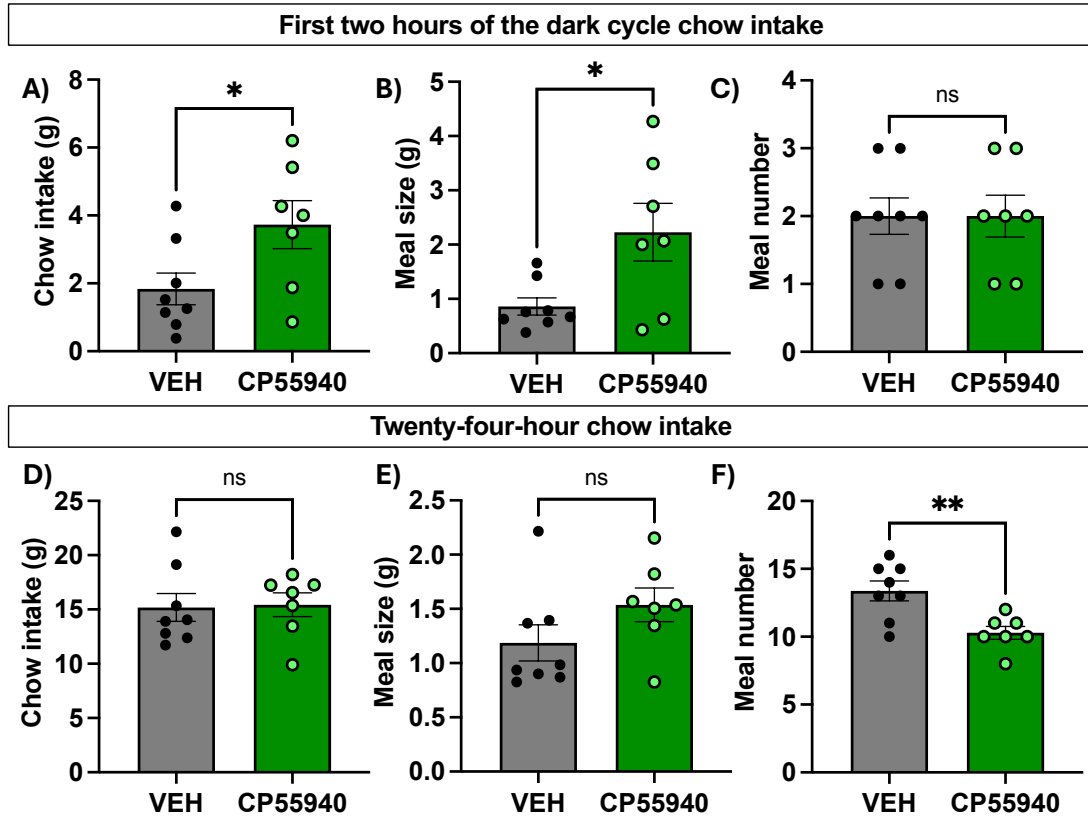 First two hours of the dark cycle chow intake
A)
Chow intake (g)
8
6
4
2
0
*
VEH CP55940
B)
Meal size (g)
5
4
3
2
1
0
*
VEH CP55940
C)
Meal number
4
3
2
1
0
ns
VEH CP55940
Twenty-four-hour chow intake
D)
Chow intake (g)
25
20
15
10
5
0
ns
VEH CP55940
E)
Meal size (g)
2.5
2.0
1.5
1.0
0.5
0.0
ns
VEH CP55940
F)
Meal number
20
15
10
5
0
**
VEH CP55940